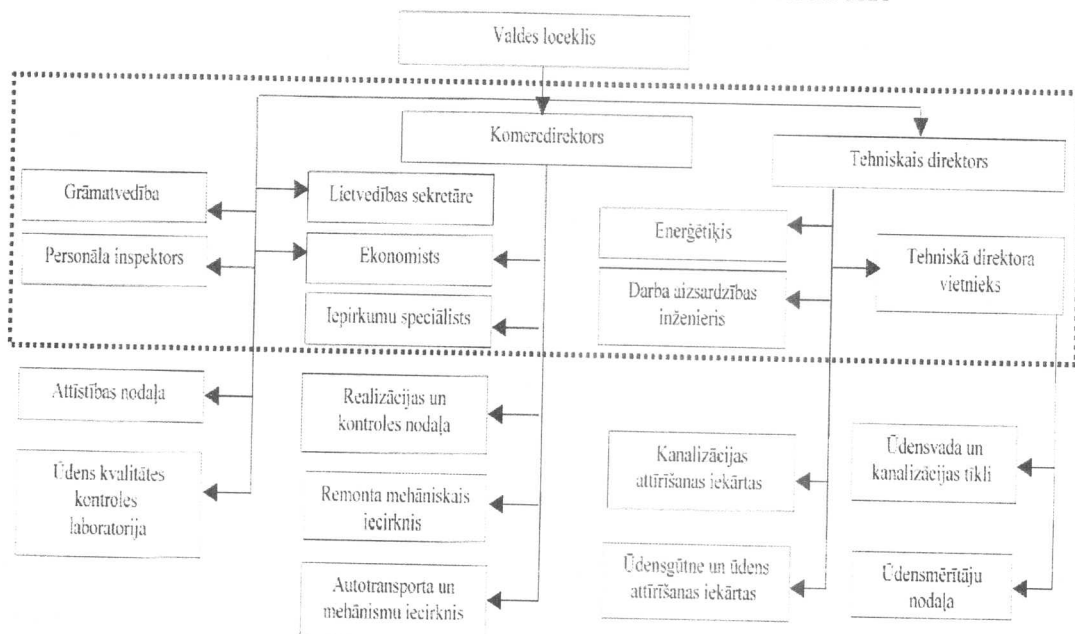 Valdes loceklis
Komercdirektors
Tehniskais direktors
Grāmatvedība
Lietvedības sekretāre
Enerģētiķis
Personāla inspektors
Ekonomists
Tehniskā direktora
vietnieks
Darba aizsardzības
inženieris
Iepirkumu speciālists
Attīstības nodaļa
Realizācijas un
kontroles nodaļa
Kanalizācijas
attīrīšanas iekārtas
Ūdensvada un
kanalizācijas tīkli
Ūdens kvalitātes
kontroles
laboratorija
Remonta mehāniskais
iecirknis
Ūdensgūtne un ūdens
attīrīšanas iekārtas
Ūdensmērītāju
nodaļa
Autotransporta un
mehānismu iecirknis